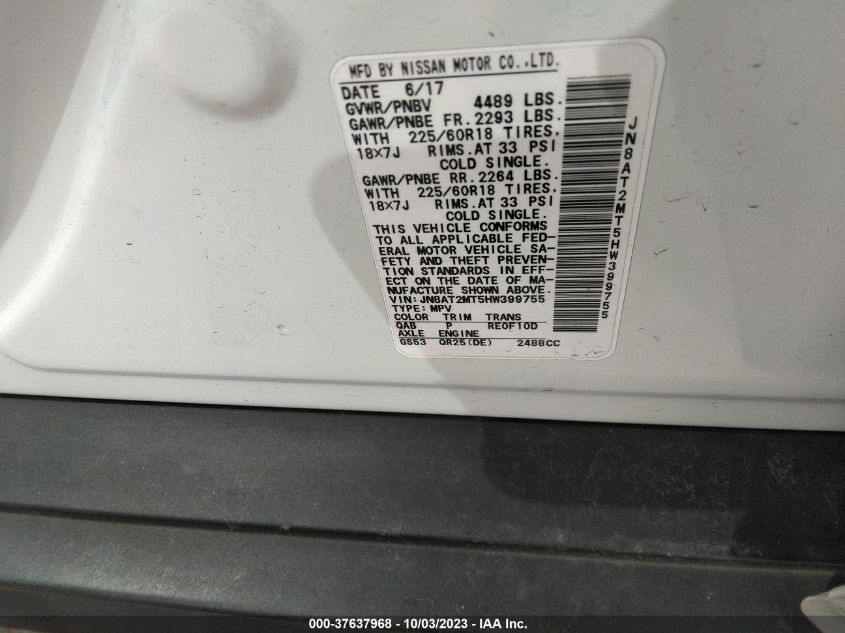 MFD BY NISSAN MOTOR CO.,LTD.
DATE 6/17
GVWR/PNBV 4489 LBS.
GAWR/PNBE FR. 2293 LBS.
WITH 225/60R18 TIRES,
18×7J RIMS.AT 33 PSI
COLD SINGLE.
GAWR/PNBE RR. 2264 LBS.
WITH 225/60R18 TIRES,
18×7J RIMS.AT 33 PSI
COLD SINGLE.
THIS VEHICLE CONFORMS
TO ALL APPLICABLE FED-
ERAL MOTOR VEHICLE SA-
FETY AND THEFT PREVEN-
TION STANDARDS IN EFF-
ECT ON THE DATE OF MA-
NUFACTURE SHOWN ABOVE.
VIN: JN8AT2MT5HW399755
TYPE: MPV
COLOR TRIM TRANS
QAB P RE0F10D
AXLE ENGINE
GS53 QR25(DE) 2488CC
JN8AT2MT5HW399755
000-37637968 - 10/03/2023 - IAA Inc.